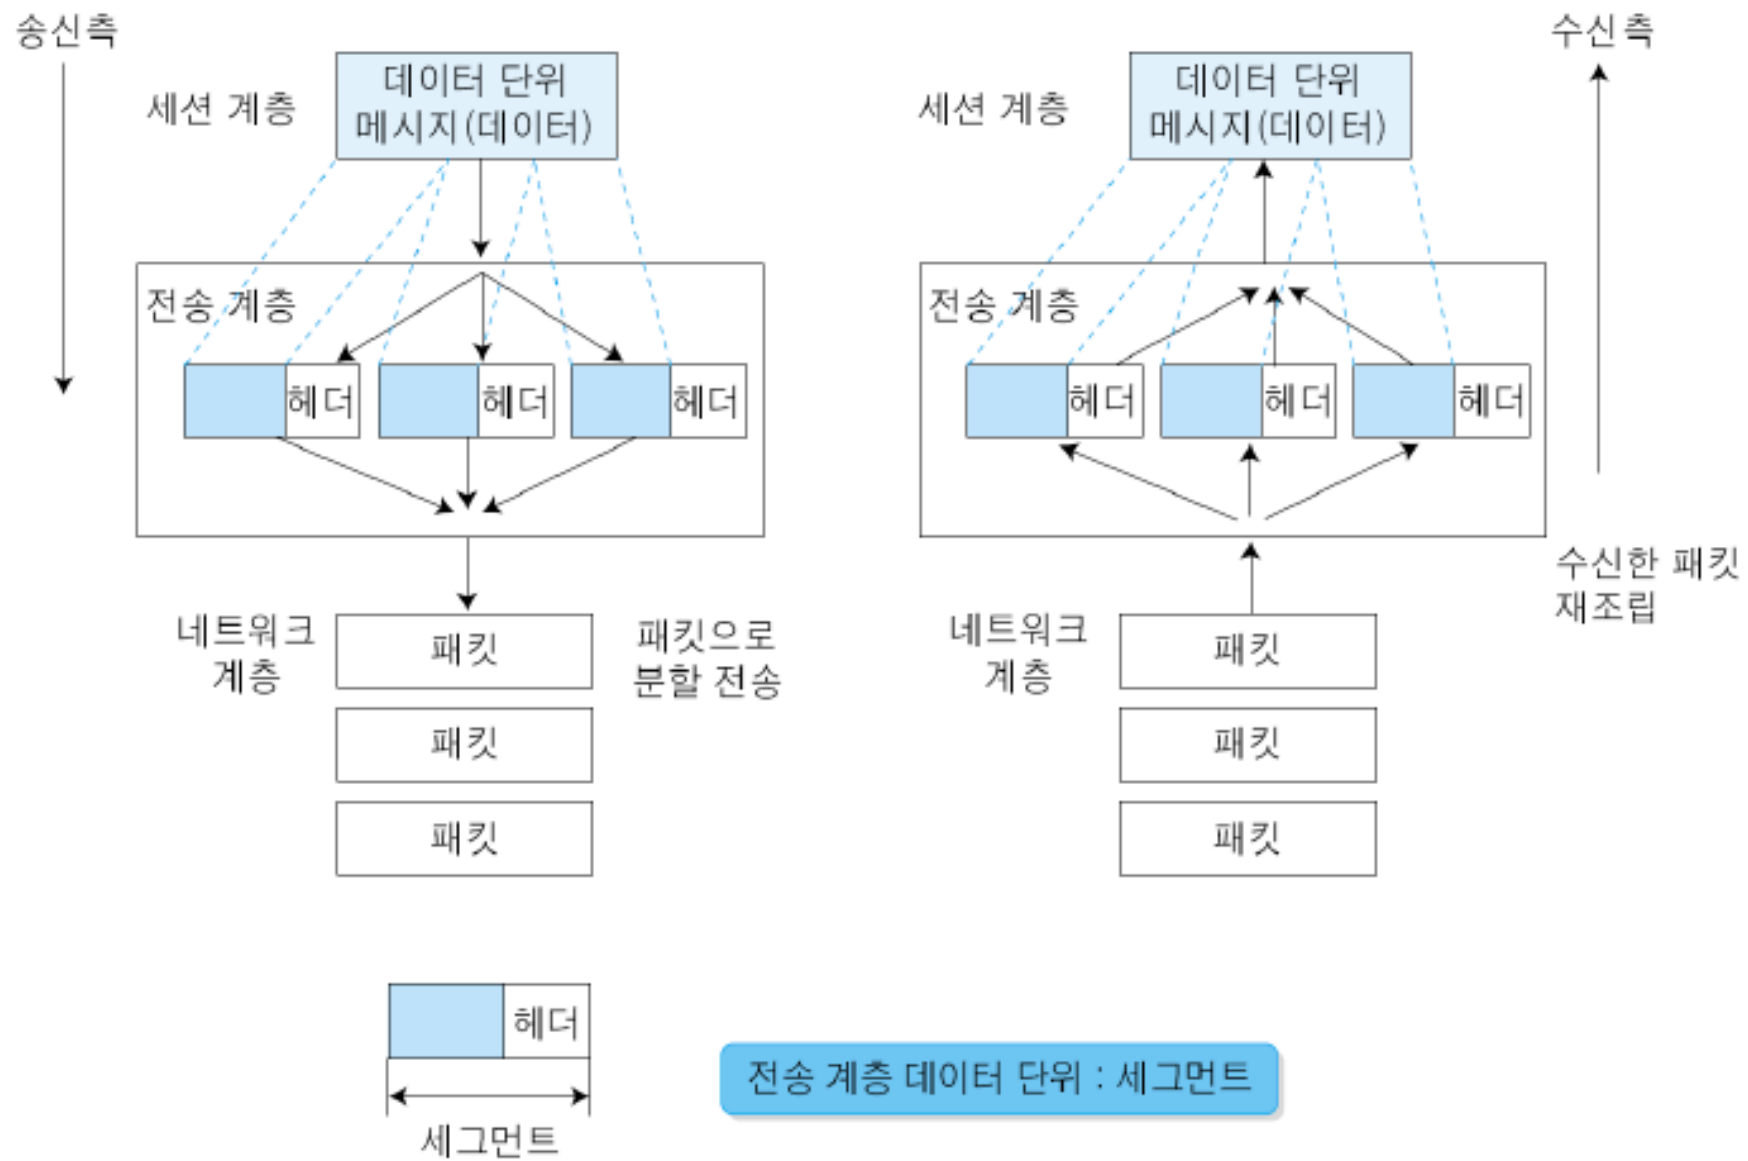 송신측
수신측
세션 계층
데이터 단위
메시지(데이터)
세션 계층
데이터 단위
메시지(데이터)
전송 계층
헤더
헤더
헤더
전송 계층
헤더
헤더
헤더
네트워크
계층
패킷
패킷으로
분할 전송
패킷
패킷
수신한 패킷
재조립
네트워크
계층
패킷
패킷
패킷
헤더
세그먼트
전송 계층 데이터 단위 : 세그먼트